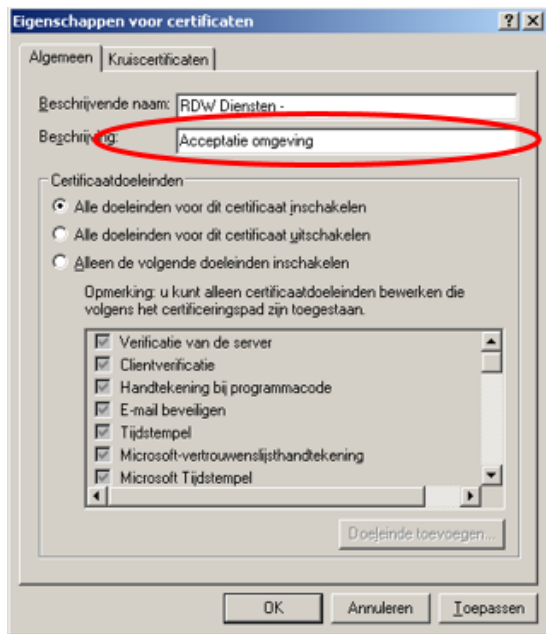 Eigenschappen voor certificaten
Algemeen
Kruiscertificaten
Beschrijvende naam: RDW Diensten -
Beschrijving: Acceptatie omgeving
Certificaatdoeleinden
Alle doeleinden voor dit certificaat inschakelen
Alle doeleinden voor dit certificaat uitschakelen
Alleen de volgende doeleinden inschakelen
Opmerking: u kunt alleen certificaatdoeleinden bewerken die
volgens het certificeringspad zijn toegestaan.
Verificatie van de server
Clientverificatie
Handtekening bij programmacode
E-mail beveiligen
Tijdstempel
Microsoft-vertrouwenslijsthandtekening
Microsoft Tijdstempel
Doeleinde toevoegen...
OK
Annuleren
Toepassen